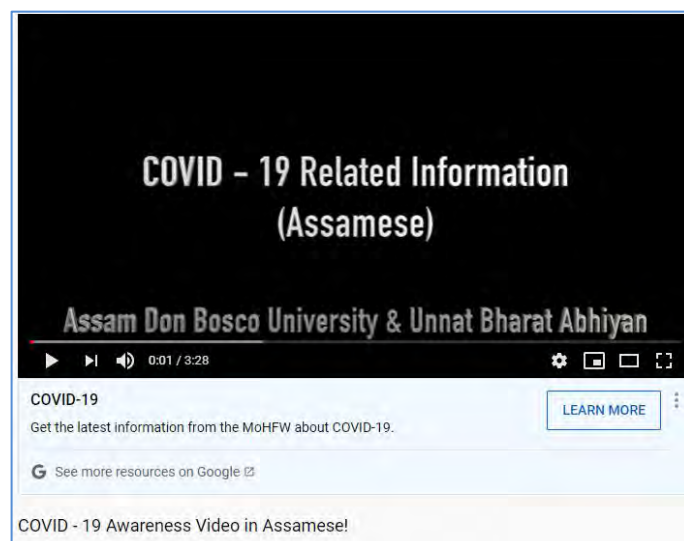 COVID - 19 Related Information
(Assamese)
Assam Don Bosco University & Unnat Bharat Abhiyan
0:01 / 3:28
COVID-19
Get the latest information from the MoHFW about COVID-19.
LEARN MORE
G See more resources on Google
COVID - 19 Awareness Video in Assamese!